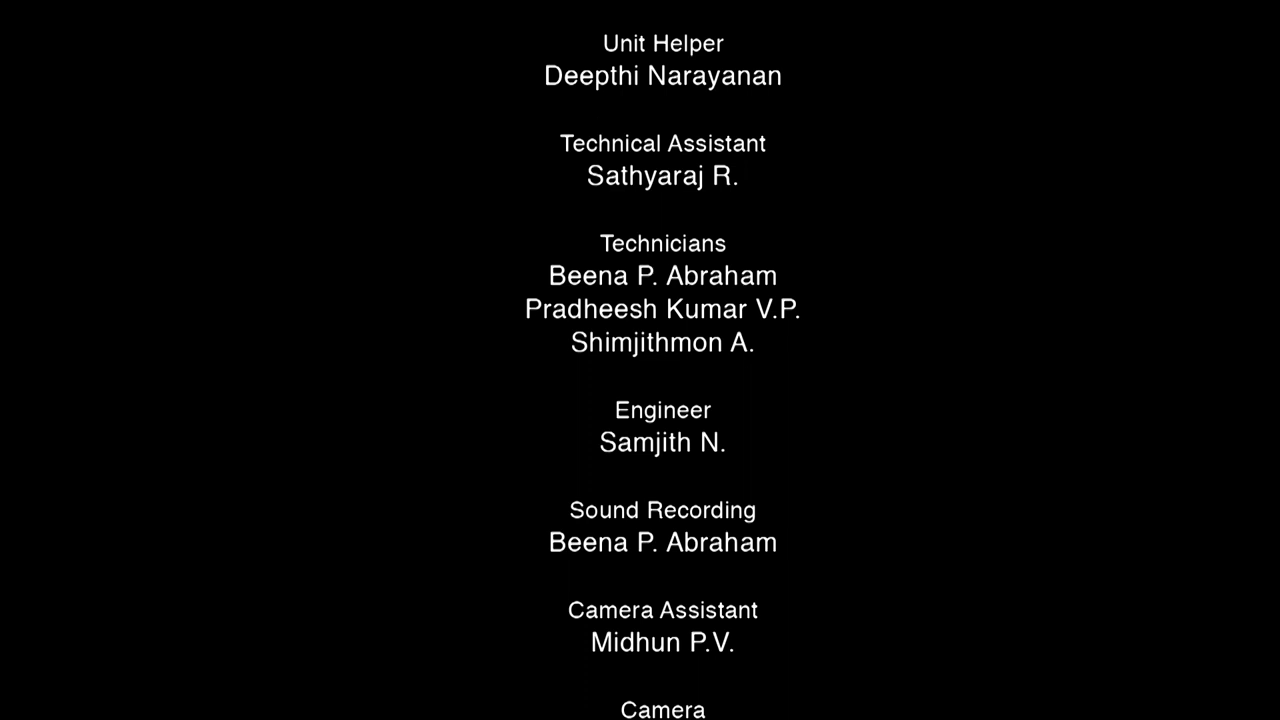 Unit Helper
Deepthi Narayanan
Technical Assistant
Sathyaraj R.
Technicians
Beena P. Abraham
Pradheesh Kumar V.P.
Shimjithmon A.
Engineer
Samjith N.
Sound Recording
Beena P. Abraham
Camera Assistant
Midhun P.V.
Camera